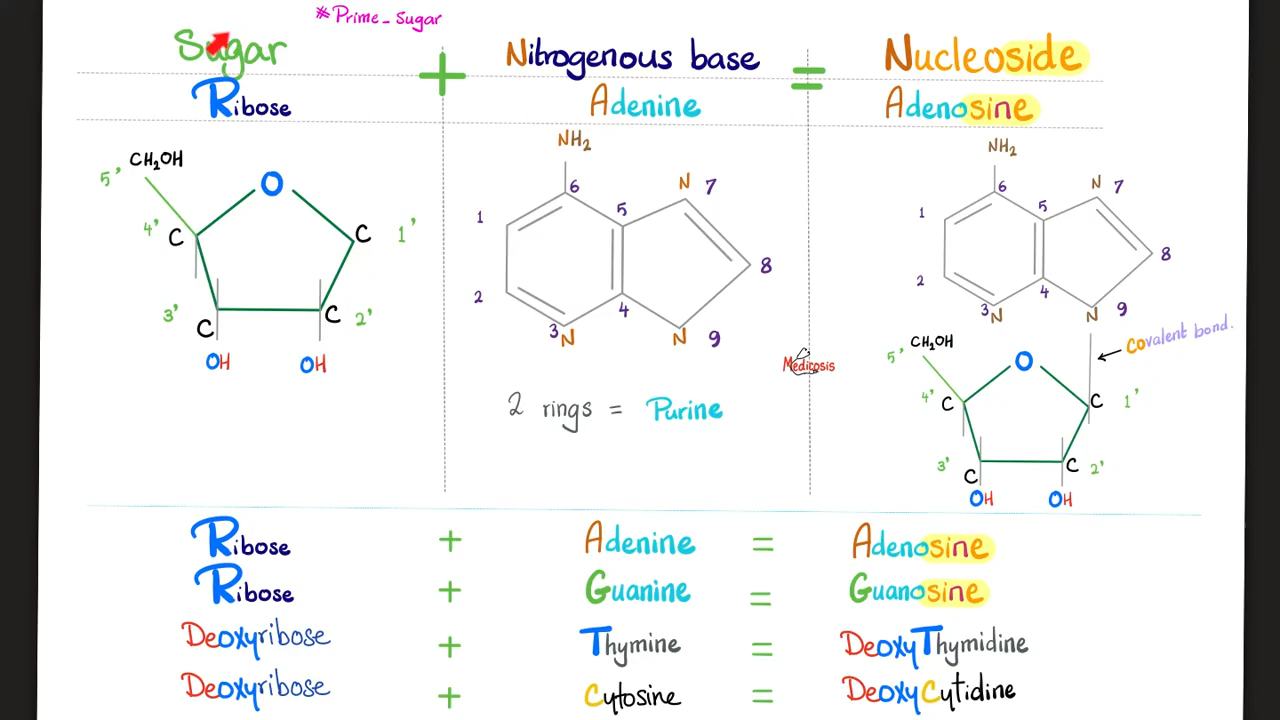 #Prime_Sugar
Sugar + Nitrogenous base = Nucleoside
Ribose Adenine Adenosine
CH₂OH
5'
O
4' C
C 1'
3' C
C 2'
OH OH
NH₂
6
N 7
5
1
8
2
4
3 N
N 9
2 rings = Purine
Medicosis
NH₂
6
N 7
5
1
8
2
4
3 N
N 9
Covalent bond.
CH₂OH
5'
O
4' C
C 1'
3' C
C 2'
OH OH
Ribose + Adenine = Adenosine
Ribose + Guanine = Guanosine
Deoxyribose + Thymine = DeoxyThymidine
Deoxyribose + Cytosine = DeoxyCytidine